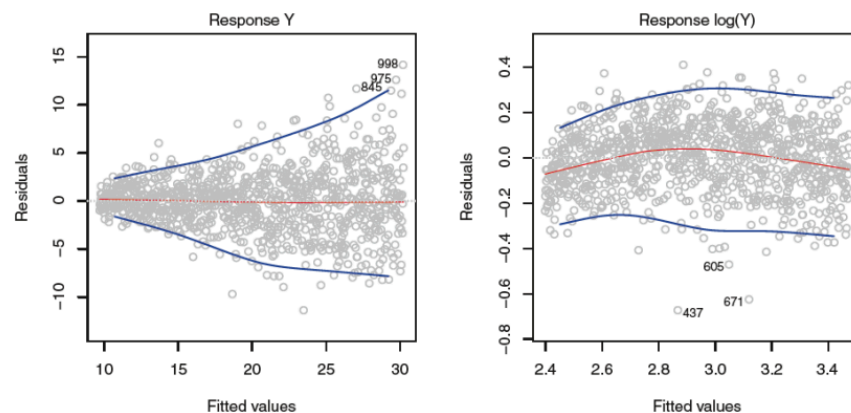 Response Y
Residuals
15
10
5
0
−5
−10
998
975
845
10 15 20 25 30
Fitted values
Response log(Y)
Residuals
0.4
0.2
0.0
−0.2
−0.4
−0.6
−0.8
605
671
437
2.4 2.6 2.8 3.0 3.2 3.4
Fitted values